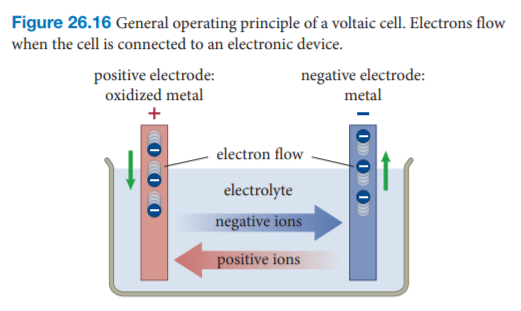 Figure 26.16 General operating principle of a voltaic cell. Electrons flow
when the cell is connected to an electronic device.
positive electrode:
oxidized metal
negative electrode:
metal
+
−
electron flow
electrolyte
negative ions
positive ions